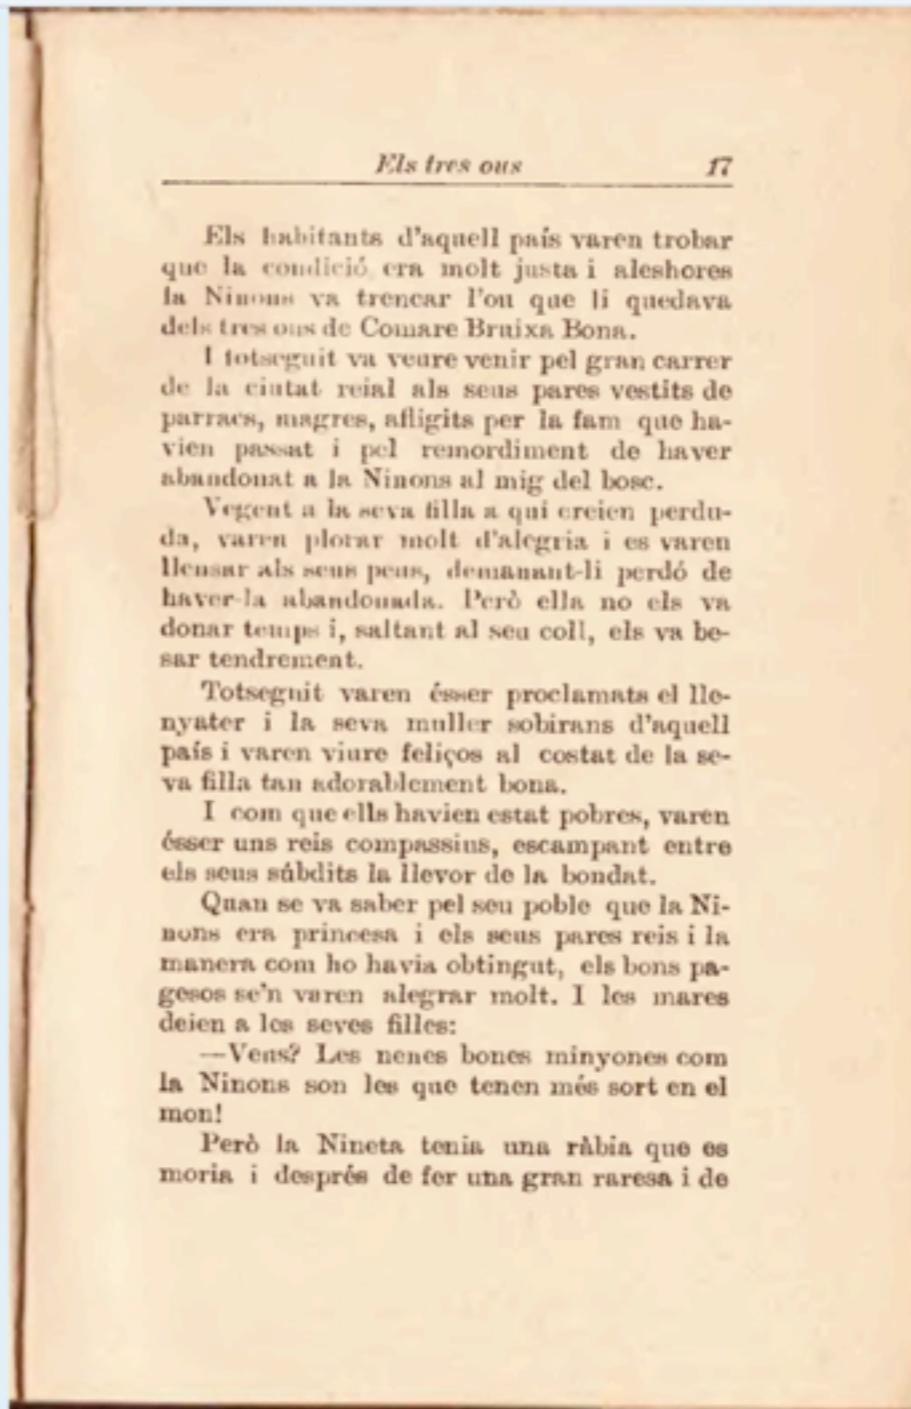 Els tres ous 17
Els habitants d'aquell país varen trobar
que la condició era molt justa i aleshores
la Ninons va trencar l'ou que li quedava
dels tres ous de Comare Bruixa Bona.
I totseguit va veure venir pel gran carrer
de la ciutat reial als seus pares vestits de
parracs, magres, afligits per la fam que ha-
vien passat i pel remordiment de haver
abandonat a la Ninons al mig del bosc.
Vegent a la seva filla a qui creien perdu-
da, varen plorar molt d'alegria i es varen
llensar als seus peus, demanant-li perdó de
haver-la abandonada. Però ella no els va
donar temps i, saltant al seu coll, els va be-
sar tendrement.
Totseguit varen ésser proclamats el lle-
nyater i la seva muller sobirans d'aquell
país i varen viure feliços al costat de la se-
va filla tan adorablement bona.
I com que ells havien estat pobres, varen
ésser uns reis compassius, escampant entre
els seus súbdits la llevor de la bondat.
Quan se va saber pel seu poble que la Ni-
nons era princesa i els seus pares reis i la
manera com ho havia obtingut, els bons pa-
gesos se'n varen alegrar molt. I les mares
deien a les seves filles:
—Veus? Les nenes bones minyones com
la Ninons son les que tenen més sort en el
mon!
Però la Nineta tenia una ràbia que es
moria i després de fer una gran raresa i de